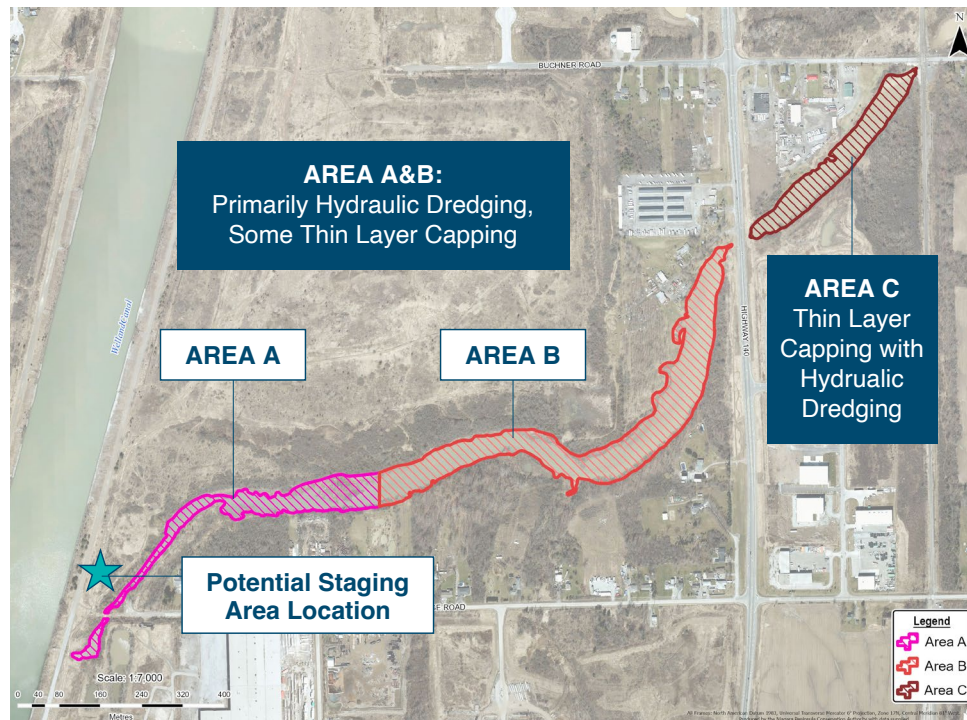 N
BUCHNER ROAD
AREA A&B:
Primarily Hydraulic Dredging,
Some Thin Layer Capping
Welland Canal
HIGHWAY 140
AREA C
Thin Layer
Capping with
Hydrualic
Dredging
AREA A
AREA B
Potential Staging
Area Location
ROAD
Legend
Area A
Area B
Area C
Scale: 1:7 000
0 40 80 160 240 320 400
Metres